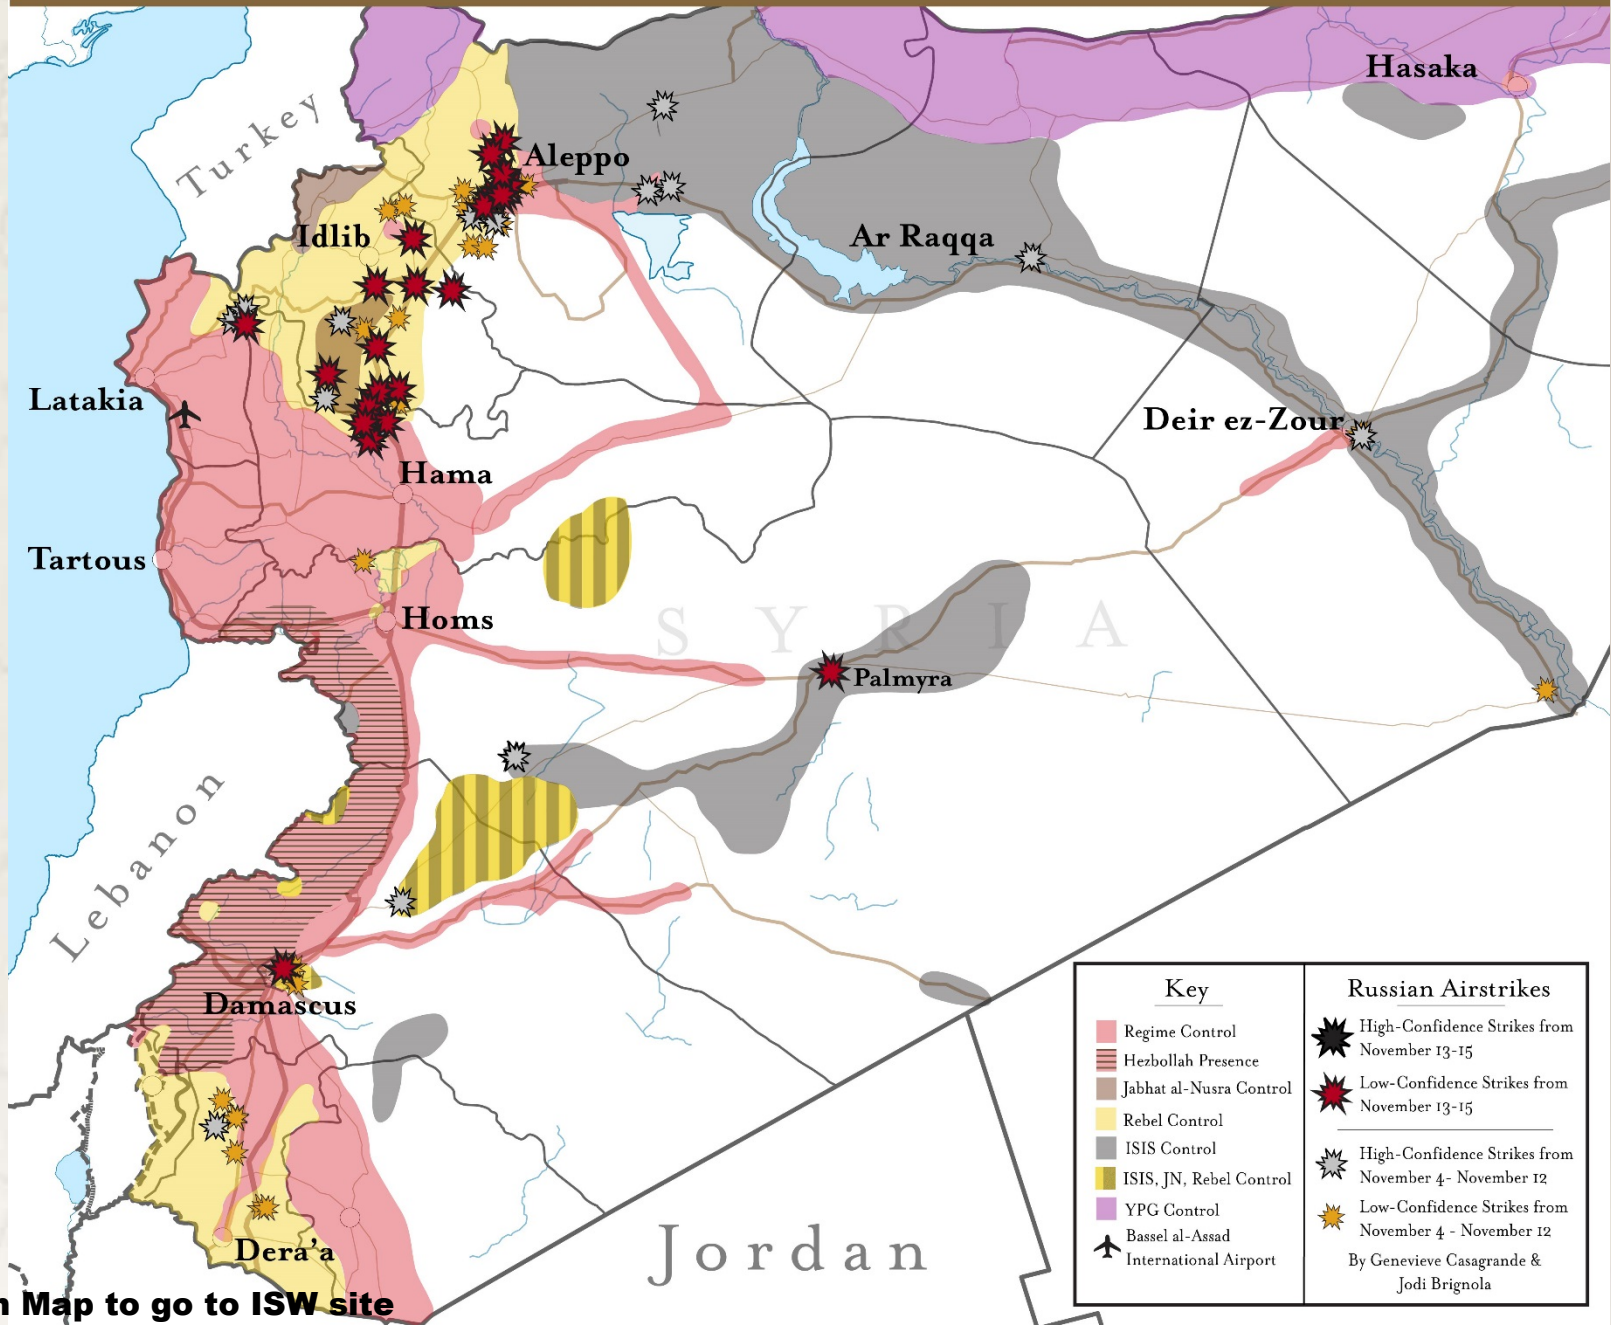 Hasaka
Turkey
Aleppo
Idlib
Ar Raqqa
Latakia
Deir ez-Zour
Hama
Tartous
Homs
SYRIA
Palmyra
Lebanon
Damascus
Dera'a
Jordan
Key
Regime Control
Hezbollah Presence
Jabhat al-Nusra Control
Rebel Control
ISIS Control
ISIS, JN, Rebel Control
YPG Control
Bassel al-Assad
International Airport
Russian Airstrikes
High-Confidence Strikes from
November 13-15
Low-Confidence Strikes from
November 13-15
High-Confidence Strikes from
November 4- November 12
Low-Confidence Strikes from
November 4 - November 12
By Genevieve Casagrande &
Jodi Brignola
Map to go to ISW site